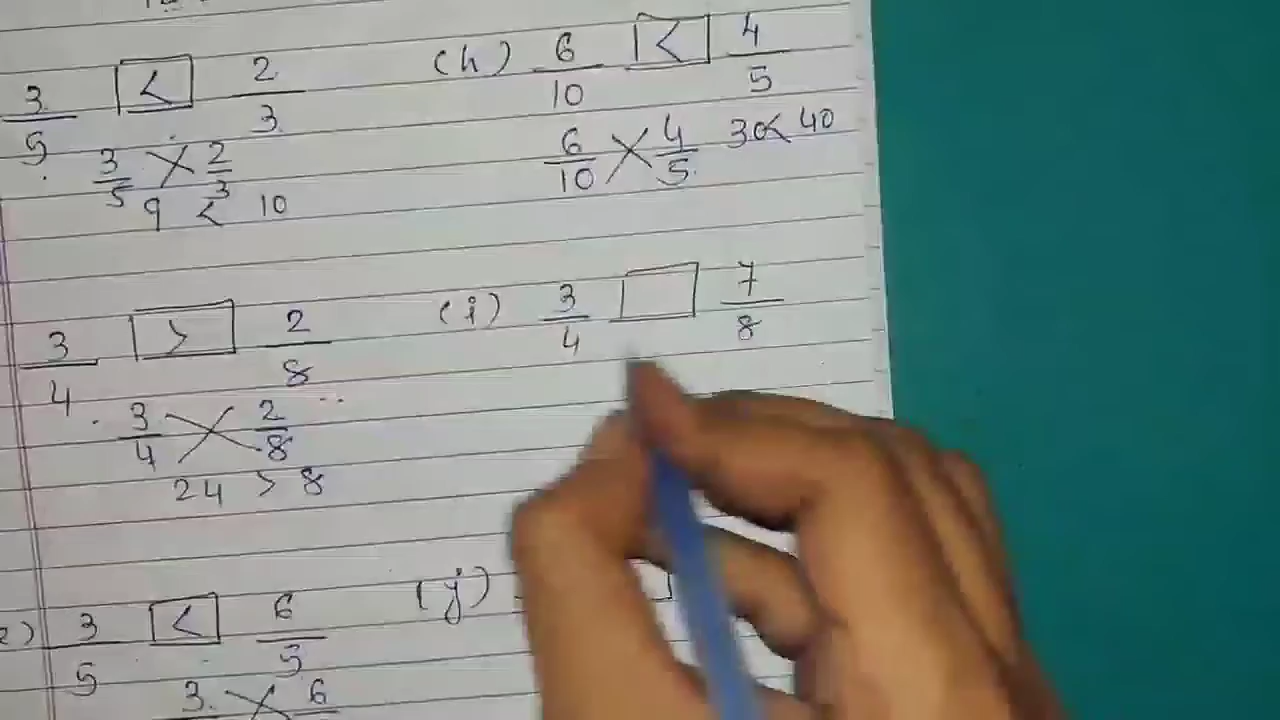 3/5 < 2/3
3/5 × 2/3
9 < 10
(h) 6/10 < 4/5
6/10 × 4/5 30 < 40
3/4 > 2/8
3/4 × 2/8
24 > 8
(i) 3/4 7/8
3/5 < 6/5
3 × 6
(j)